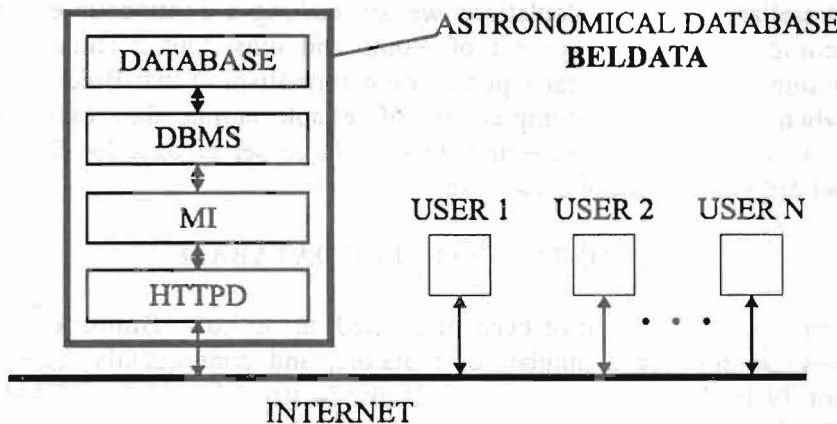 ASTRONOMICAL DATABASE
BELDATA
DATABASE
DBMS
MI
HTTPD
USER 1
USER 2
USER N
. . .
INTERNET